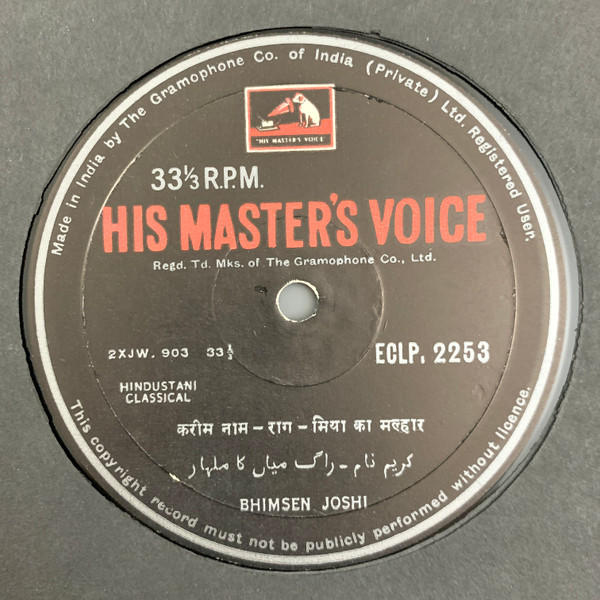 Made in India by The Gramophone Co. of India (Private) Ltd. Registered User.
"HIS MASTER'S VOICE"
33⅓ R.P.M.
HIS MASTER'S VOICE
Regd. Td. Mks. of The Gramophone Co., Ltd.
2XJW. 903 33⅓ ECLP. 2253
HINDUSTANI
CLASSICAL
करीम नाम - राग - मिया का मल्हार
کریم نام - راگ میاں کا ملہار
BHIMSEN JOSHI
This copyright record must not be publicly performed without licence.